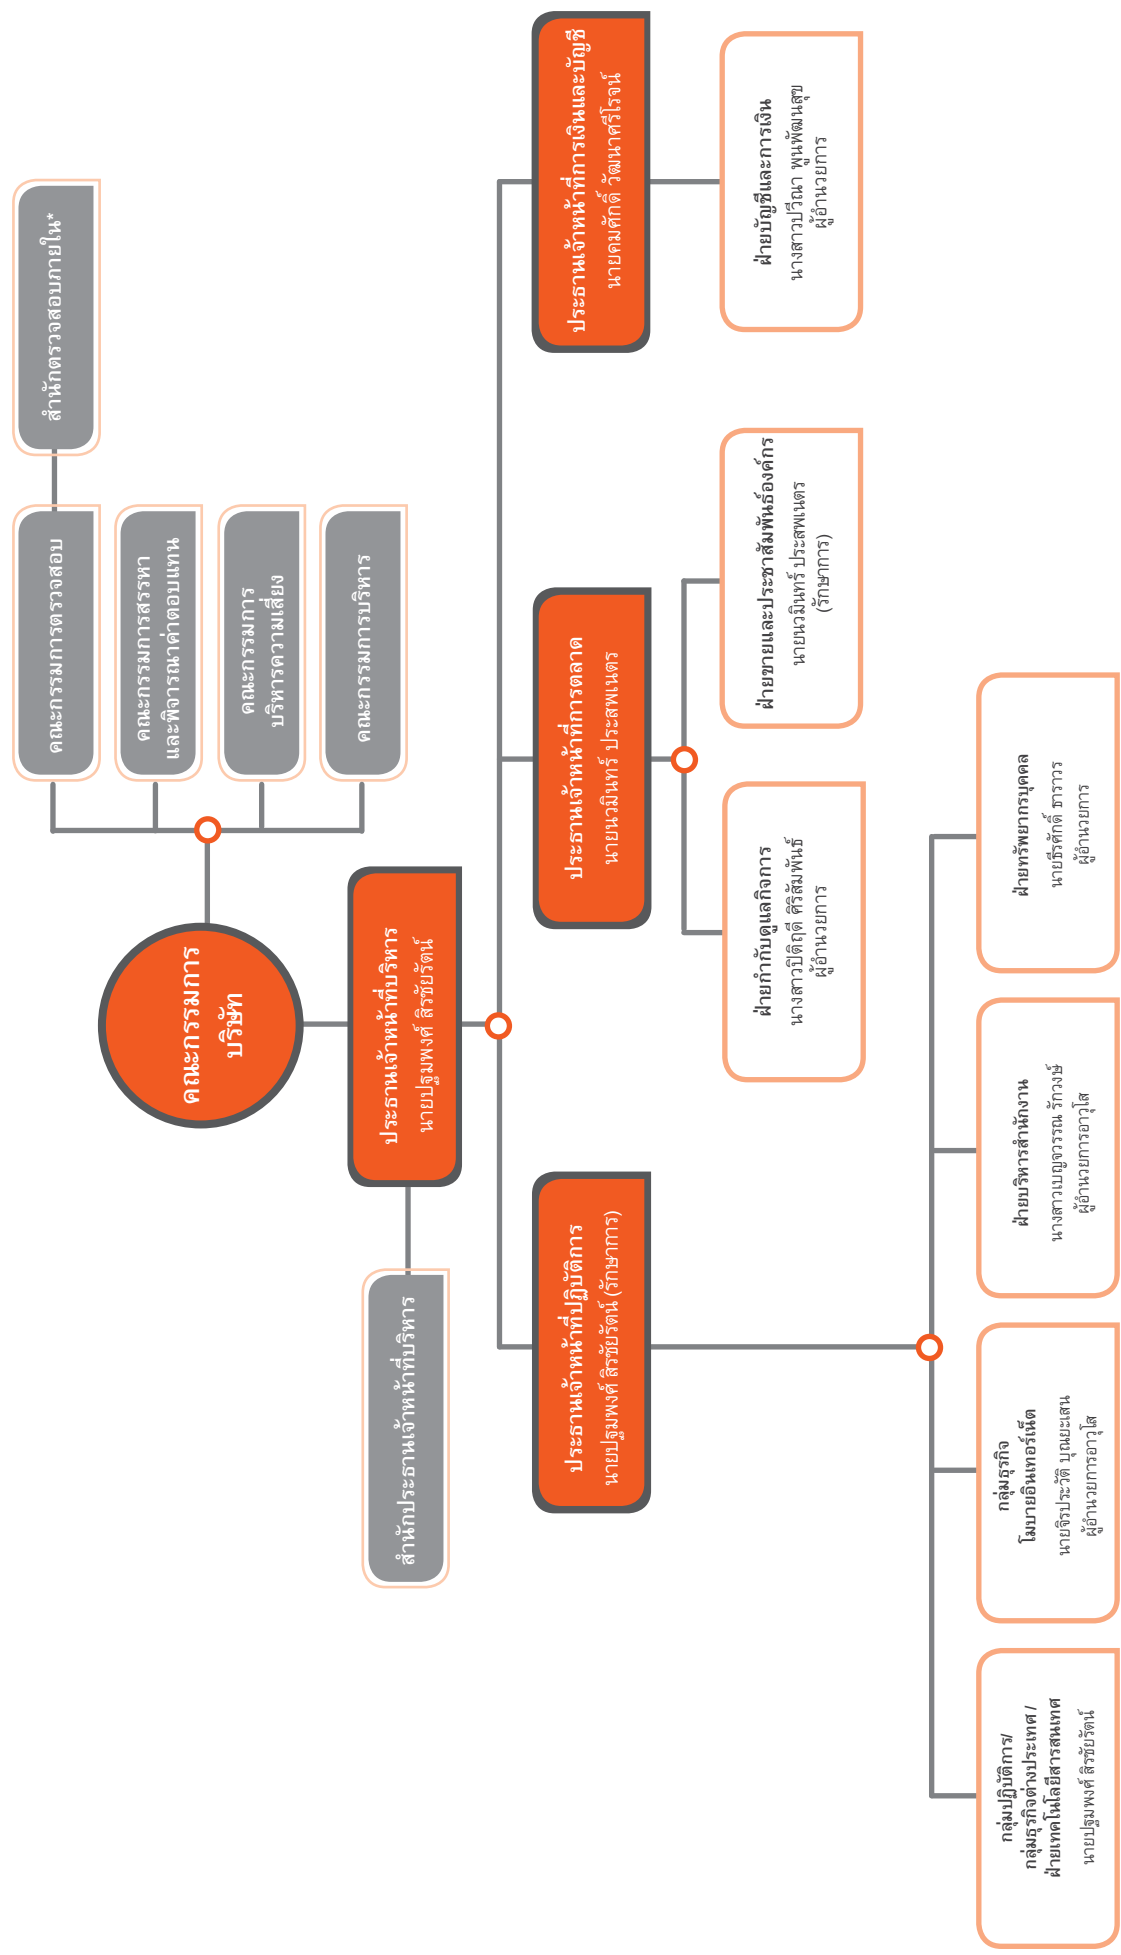 คณะกรรมการ
บริษัท
คณะกรรมการตรวจสอบ
สำนักตรวจสอบภายใน*
คณะกรรมการสรรหา
และพิจารณาค่าตอบแทน
คณะกรรมการ
บริหารความเสี่ยง
คณะกรรมการบริหาร
ประธานเจ้าหน้าที่บริหาร
นายปฐมพงศ์ สิรชัยรัตน์
สำนักประธานเจ้าหน้าที่บริหาร
ประธานเจ้าหน้าที่ปฏิบัติการ
นายปฐมพงศ์ สิรชัยรัตน์ (รักษาการ)
ประธานเจ้าหน้าที่การตลาด
นายนวมินทร์ ประสพเนตร
ประธานเจ้าหน้าที่การเงินและบัญชี
นายคมศักดิ์ วัฒนาศรีโรจน์
ฝ่ายกำกับดูแลกิจการ
นางสาวปิติฤดี ศิริสัมพันธ์
ผู้อำนวยการ
ฝ่ายขายและประชาสัมพันธ์องค์กร
นายนวมินทร์ ประสพเนตร
(รักษาการ)
ฝ่ายบัญชีและการเงิน
นางสาวปวีณา พูนพัฒนสุข
ผู้อำนวยการ
กลุ่มปฏิบัติการ/
กลุ่มธุรกิจต่างประเทศ /
ฝ่ายเทคโนโลยีสารสนเทศ
นายปฐมพงศ์ สิรชัยรัตน์
กลุ่มธุรกิจ
โมบายอินเทอร์เน็ต
นายจิรประวัติ บุณยะเสน
ผู้อำนวยการอาวุโส
ฝ่ายบริหารสำนักงาน
นางสาวเบญจวรรณ รักวงษ์
ผู้อำนวยการอาวุโส
ฝ่ายทรัพยากรบุคคล
นายธีรศักดิ์ ธาราวร
ผู้อำนวยการ